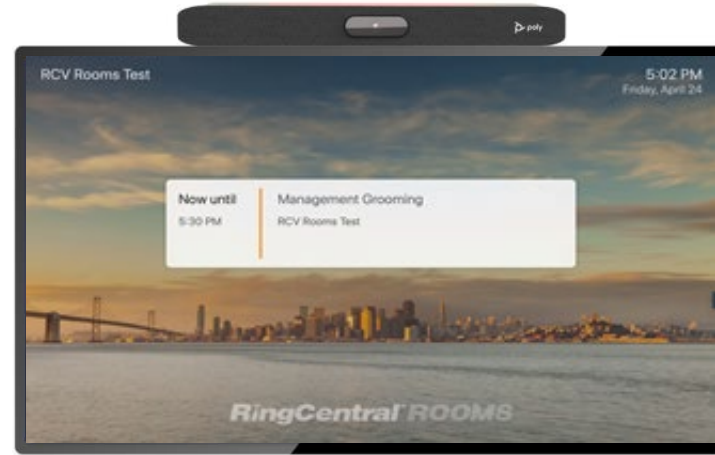 poly
RCV Rooms Test
5:02 PM
Friday, April 24
Now until
5:30 PM
Management Grooming
RCV Rooms Test
RingCentral ROOMS